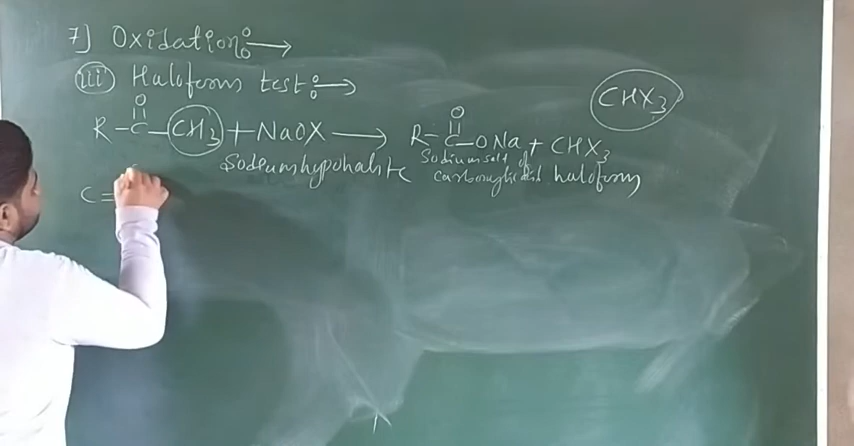 7] Oxidation :→
(iii) Haloform test :→
CHX3
O O
R–C–CH3 + NaOX → R–C–ONa + CHX3
Sodium hypohalite Sodium salt of carboxylic acid haloform
C=